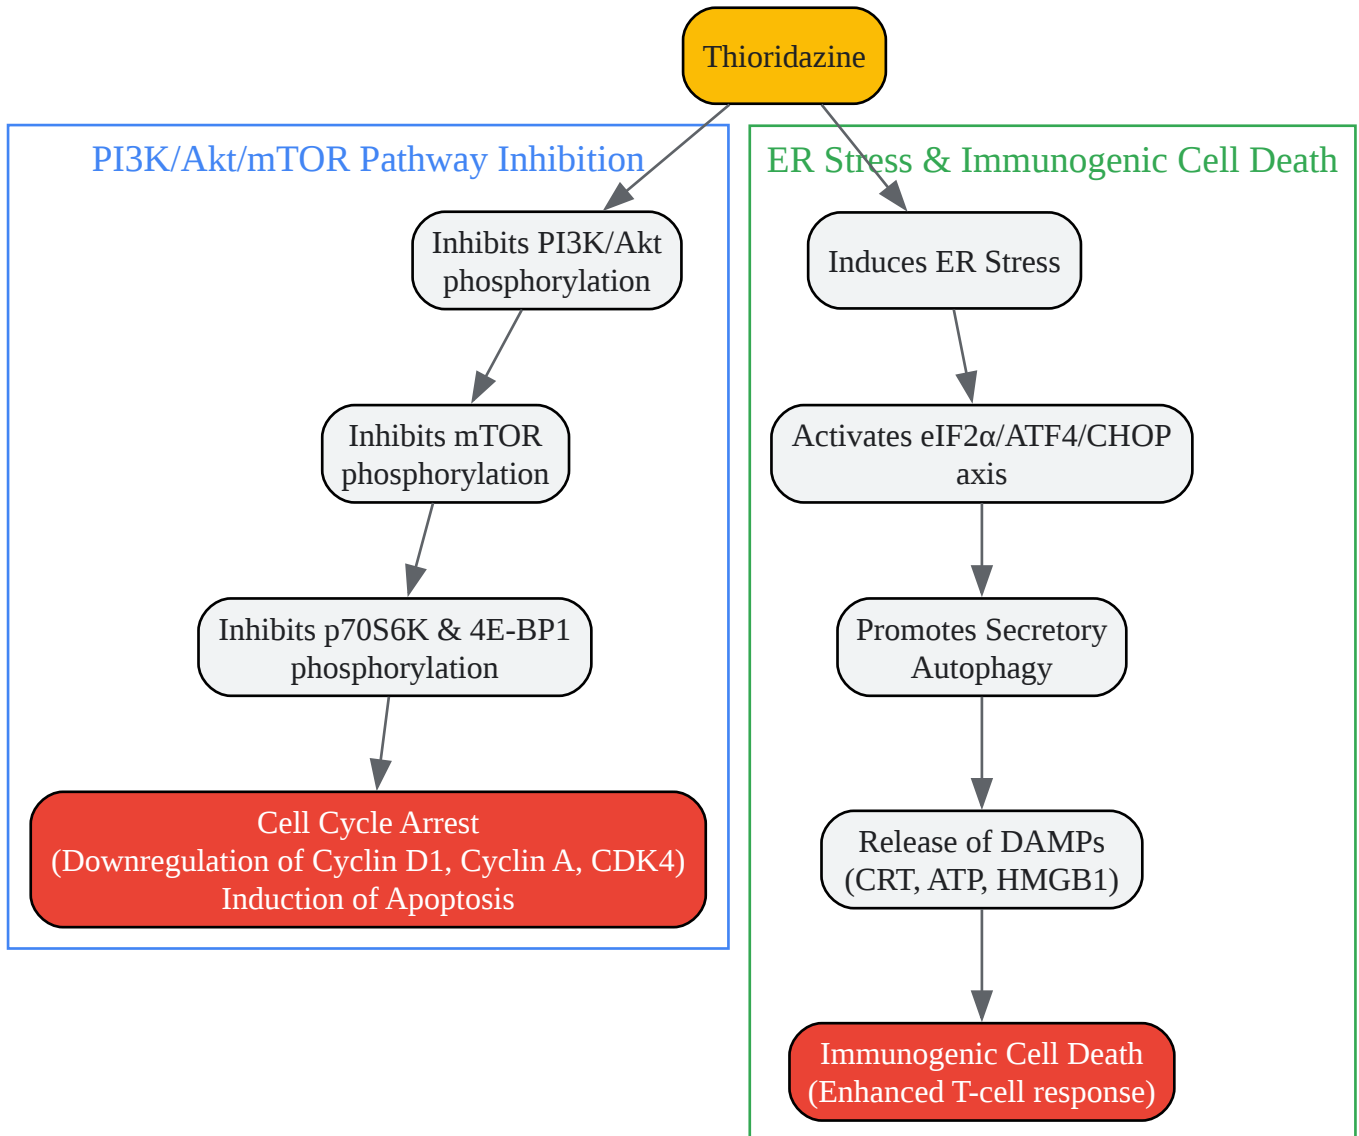 Thioridazine
PI3K/Akt/mTOR Pathway Inhibition
Inhibits PI3K/Akt
phosphorylation
Inhibits mTOR
phosphorylation
Inhibits p70S6K & 4E-BP1
phosphorylation
Cell Cycle Arrest
(Downregulation of Cyclin D1, Cyclin A, CDK4)
Induction of Apoptosis
ER Stress & Immunogenic Cell Death
Induces ER Stress
Activates eIF2α/ATF4/CHOP
axis
Promotes Secretory
Autophagy
Release of DAMPs
(CRT, ATP, HMGB1)
Immunogenic Cell Death
(Enhanced T-cell response)